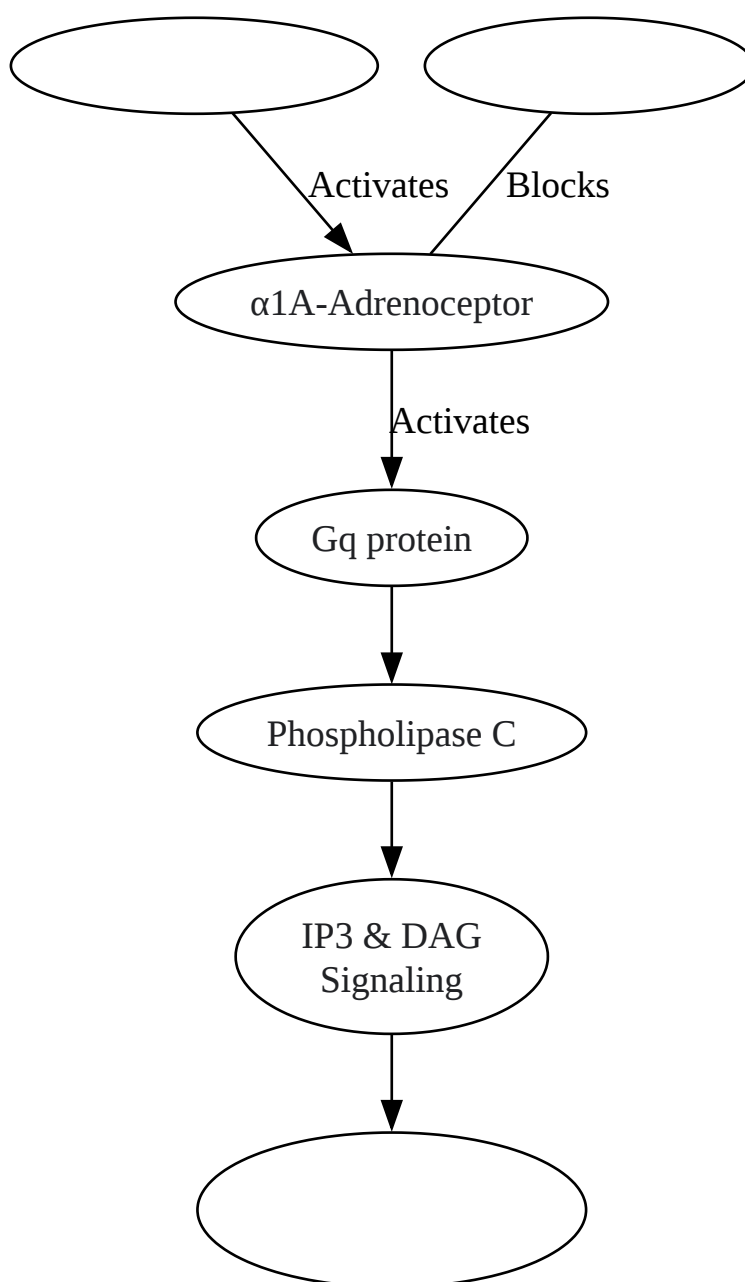 Activates
Blocks
α1A-Adrenoceptor
Activates
Gq protein
Phospholipase C
IP3 & DAG
Signaling